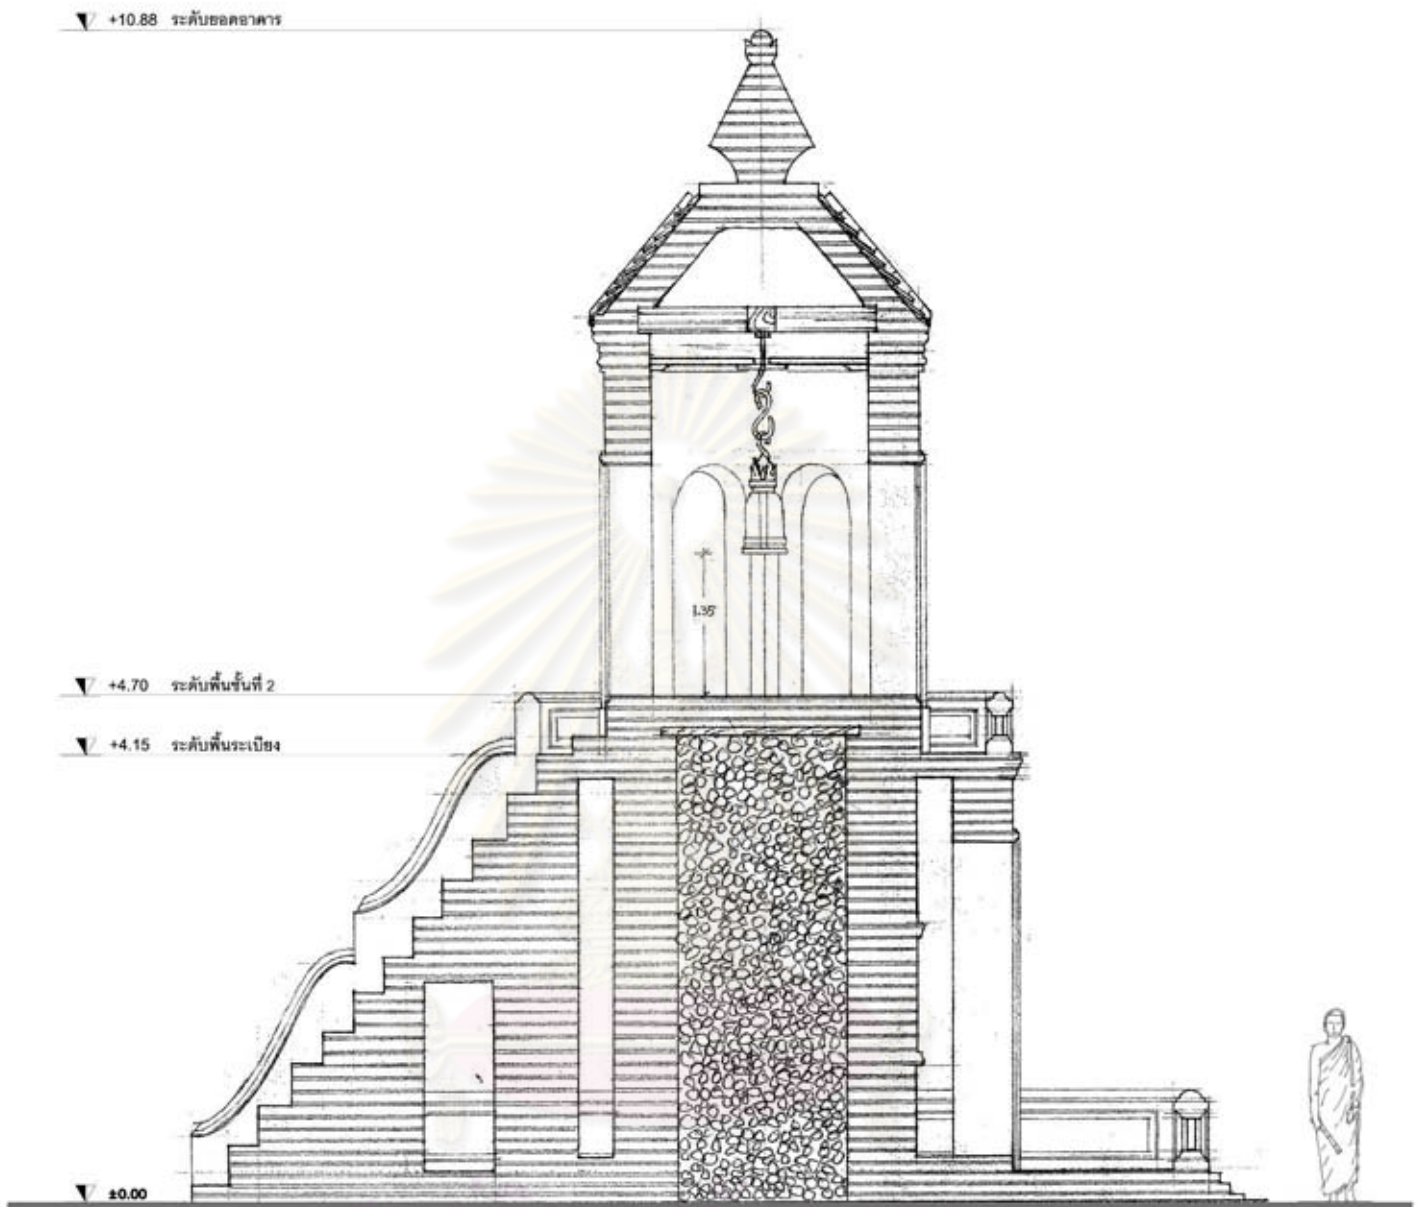 +10.88 ระดับยอดอาคาร
1.35
+4.70 ระดับพื้นชั้นที่ 2
+4.15 ระดับพื้นระเบียง
±0.00